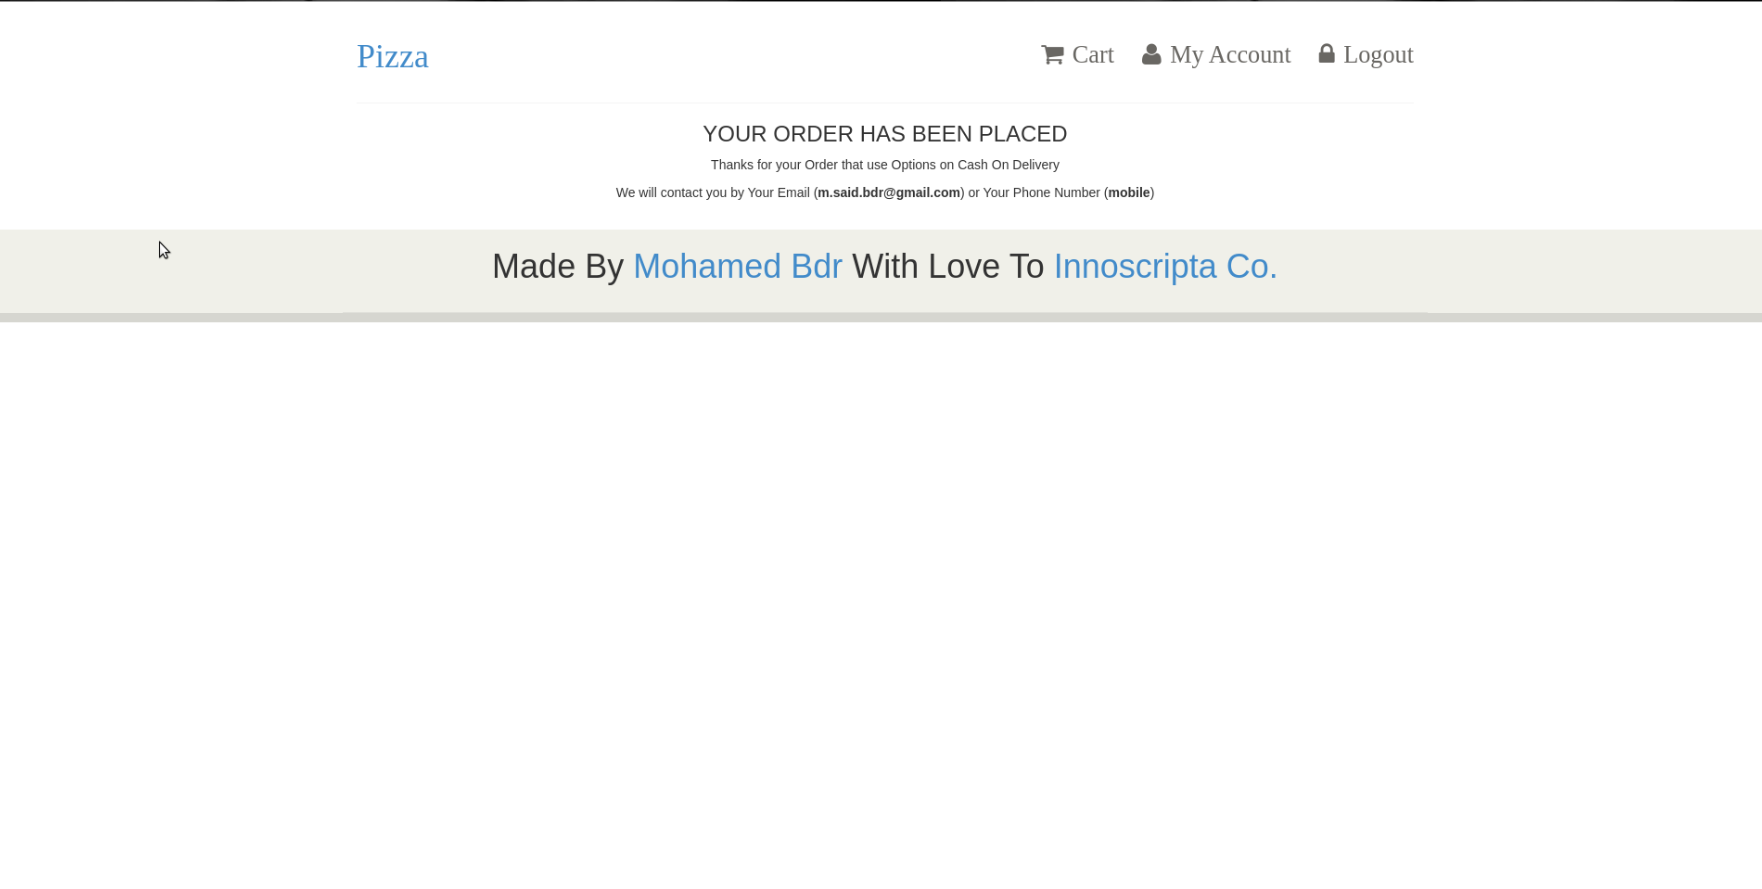 Pizza
Cart My Account Logout
YOUR ORDER HAS BEEN PLACED
Thanks for your Order that use Options on Cash On Delivery
We will contact you by Your Email (m.said.bdr@gmail.com) or Your Phone Number (mobile)
Made By Mohamed Bdr With Love To Innoscripta Co.